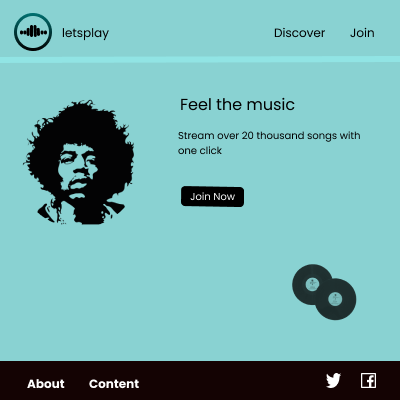 letsplay
Discover
Join
Feel the music
Stream over 20 thousand songs with
one click
Join Now
About
Content